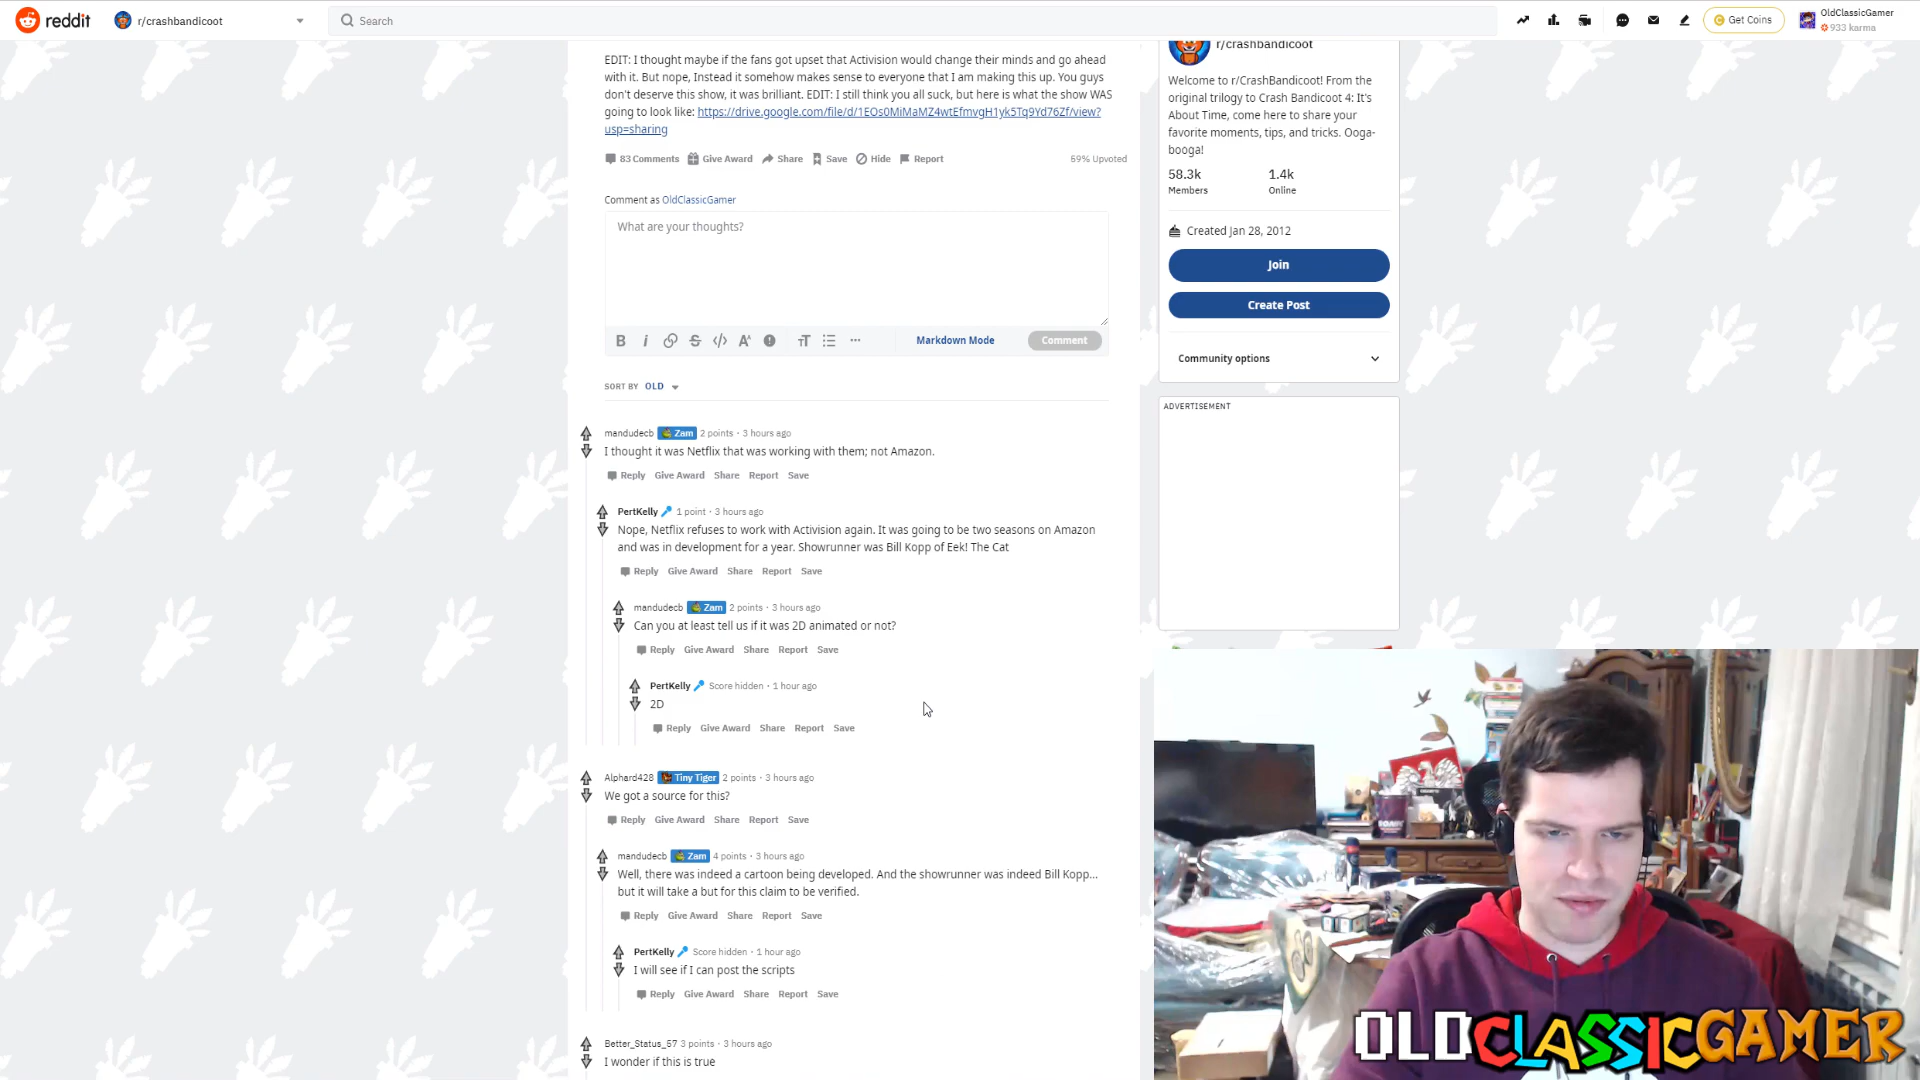 reddit
r/crashbandicoot
Search
Get Coins
OldClassicGamer
933 karma
EDIT: I thought maybe if the fans got upset that Activision would change their minds and go ahead
with it. But nope, Instead it somehow makes sense to everyone that I am making this up. You guys
don't deserve this show, it was brilliant. EDIT: I still think you all suck, but here is what the show WAS
going to look like: https://drive.google.com/file/d/1EOs0MiMaMZ4wtEfmvgH1yk5Tq9Yd76Zf/view?
usp=sharing
83 Comments Give Award Share Save Hide Report 59% Upvoted
Comment as OldClassicGamer
What are your thoughts?
Markdown Mode
Comment
SORT BY OLD
mandudecb Zam 2 points · 3 hours ago
I thought it was Netflix that was working with them; not Amazon.
Reply Give Award Share Report Save
PertKelly 1 point · 3 hours ago
Nope, Netflix refuses to work with Activision again. It was going to be two seasons on Amazon
and was in development for a year. Showrunner was Bill Kopp of Eek! The Cat
Reply Give Award Share Report Save
mandudecb Zam 2 points · 3 hours ago
Can you at least tell us if it was 2D animated or not?
Reply Give Award Share Report Save
PertKelly Score hidden · 1 hour ago
2D
Reply Give Award Share Report Save
Alphard428 Tiny Tiger 2 points · 3 hours ago
We got a source for this?
Reply Give Award Share Report Save
mandudecb Zam 4 points · 3 hours ago
Well, there was indeed a cartoon being developed. And the showrunner was indeed Bill Kopp...
but it will take a but for this claim to be verified.
Reply Give Award Share Report Save
PertKelly Score hidden · 1 hour ago
I will see if I can post the scripts
Reply Give Award Share Report Save
Better_Status_57 3 points · 3 hours ago
I wonder if this is true
r/crashbandicoot
Welcome to r/CrashBandicoot! From the
original trilogy to Crash Bandicoot 4: It's
About Time, come here to share your
favorite moments, tips, and tricks. Ooga-
booga!
58.3k
Members
1.4k
Online
Created Jan 28, 2012
Join
Create Post
Community options
ADVERTISEMENT
OLDCLASSICGAMER